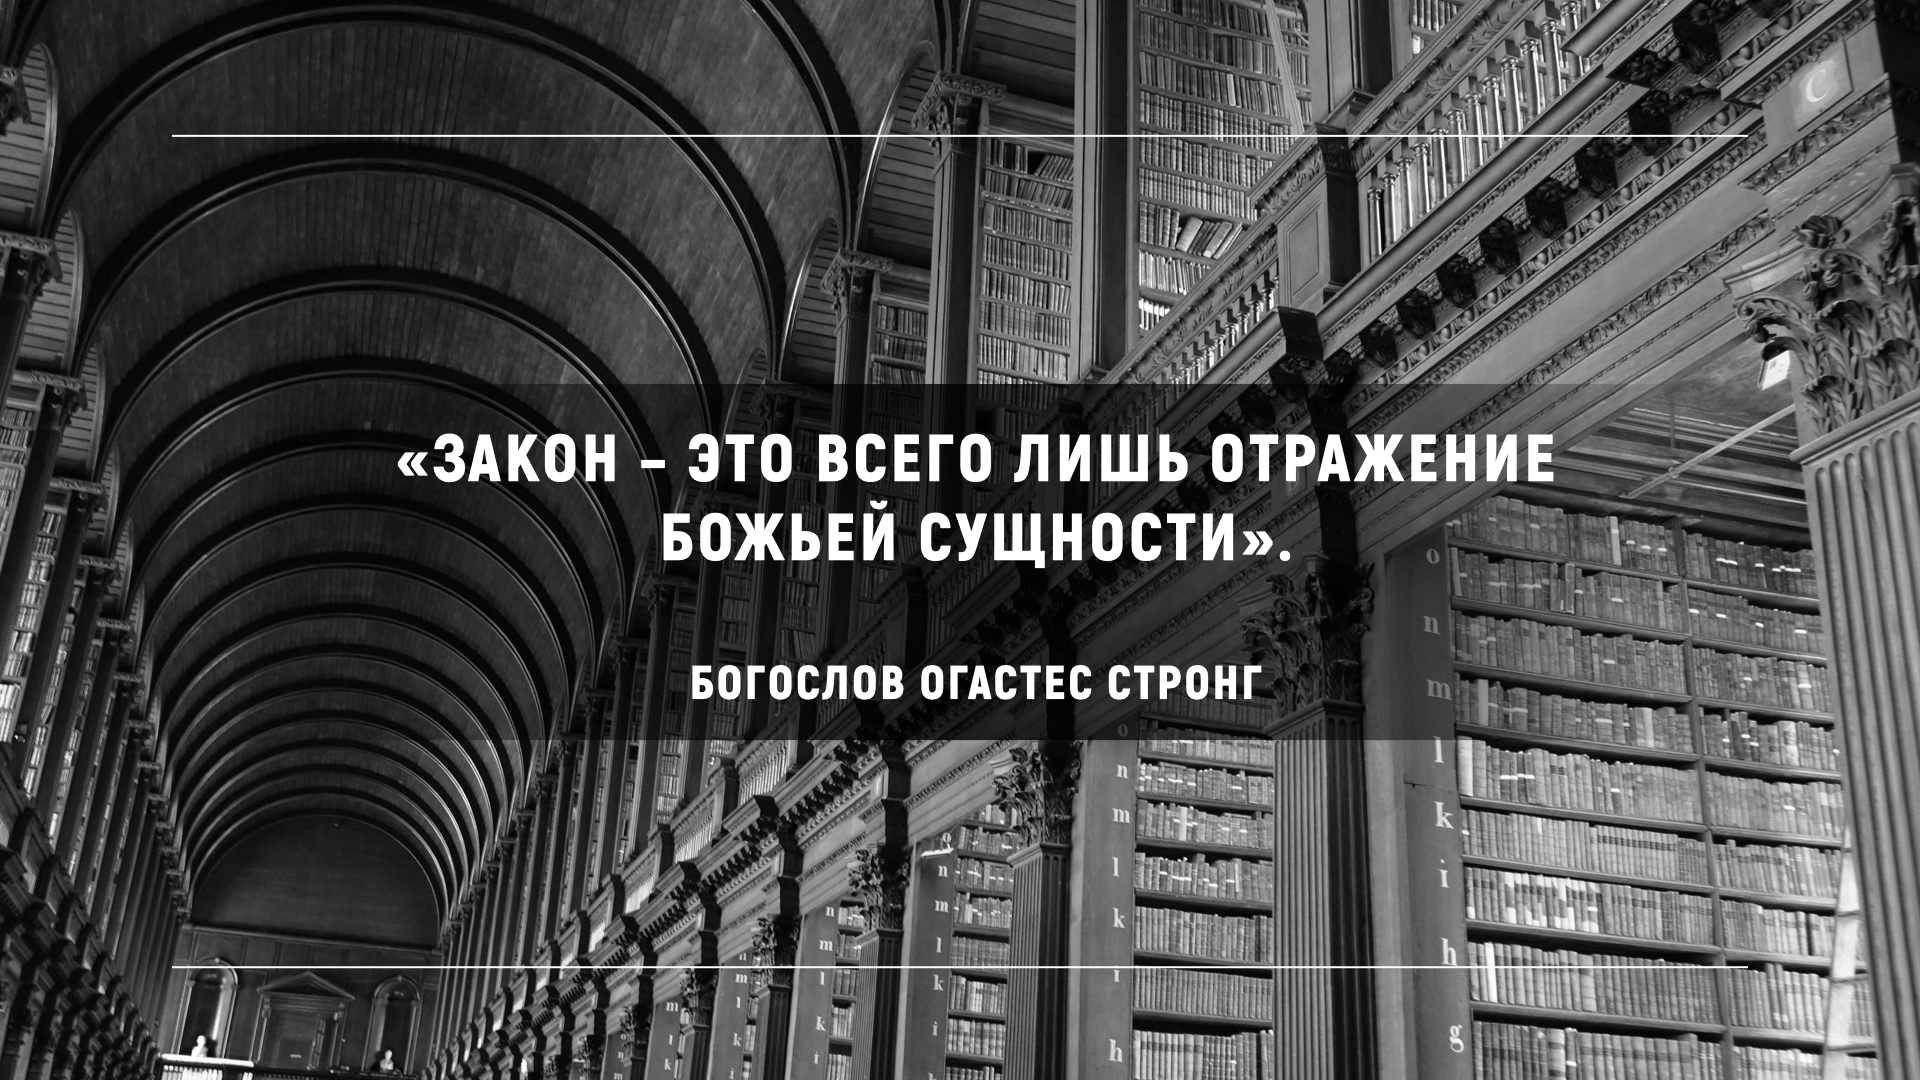 «ЗАКОН – ЭТО ВСЕГО ЛИШЬ ОТРАЖЕНИЕ
БОЖЬЕЙ СУЩНОСТИ».
БОГОСЛОВ ОГАСТЕС СТРОНГ
C
o
n
m
l
k
i
h
g
o
n
m
l
k
i
h
n
m
l
k
i
h
n
m
l
k
i
m
l
k
i